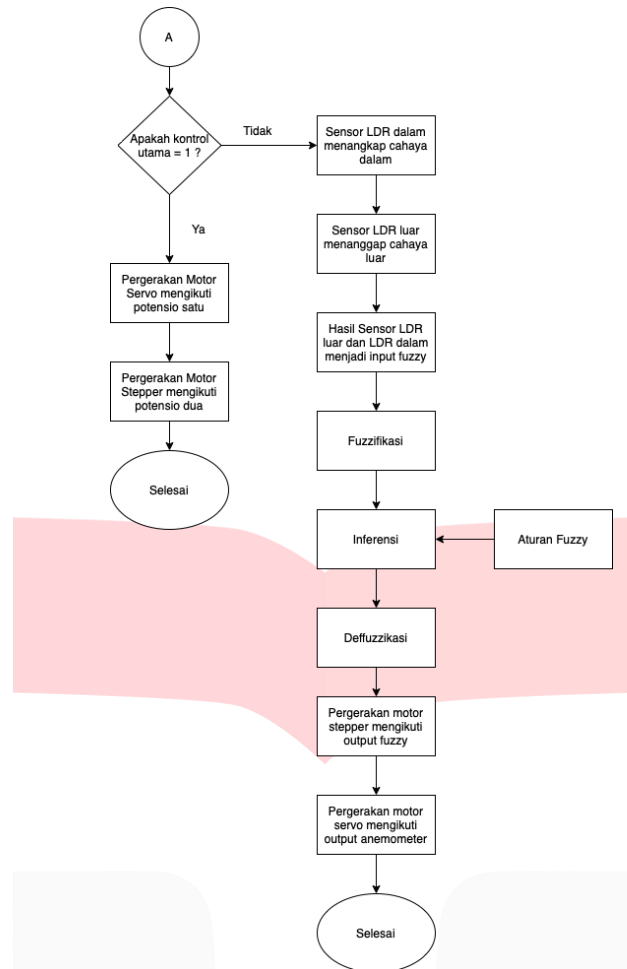 A
Apakah kontrol
utama = 1 ?
Tidak
Ya
Pergerakan Motor
Servo mengikuti
potensio satu
Pergerakan Motor
Stepper mengikuti
potensio dua
Selesai
Sensor LDR dalam
menangkap cahaya
dalam
Sensor LDR luar
menanggap cahaya
luar
Hasil Sensor LDR
luar dan LDR dalam
menjadi input fuzzy
Fuzzifikasi
Inferensi
Aturan Fuzzy
Deffuzzikasi
Pergerakan motor
stepper mengikuti
output fuzzy
Pergerakan motor
servo mengikuti
output anemometer
Selesai